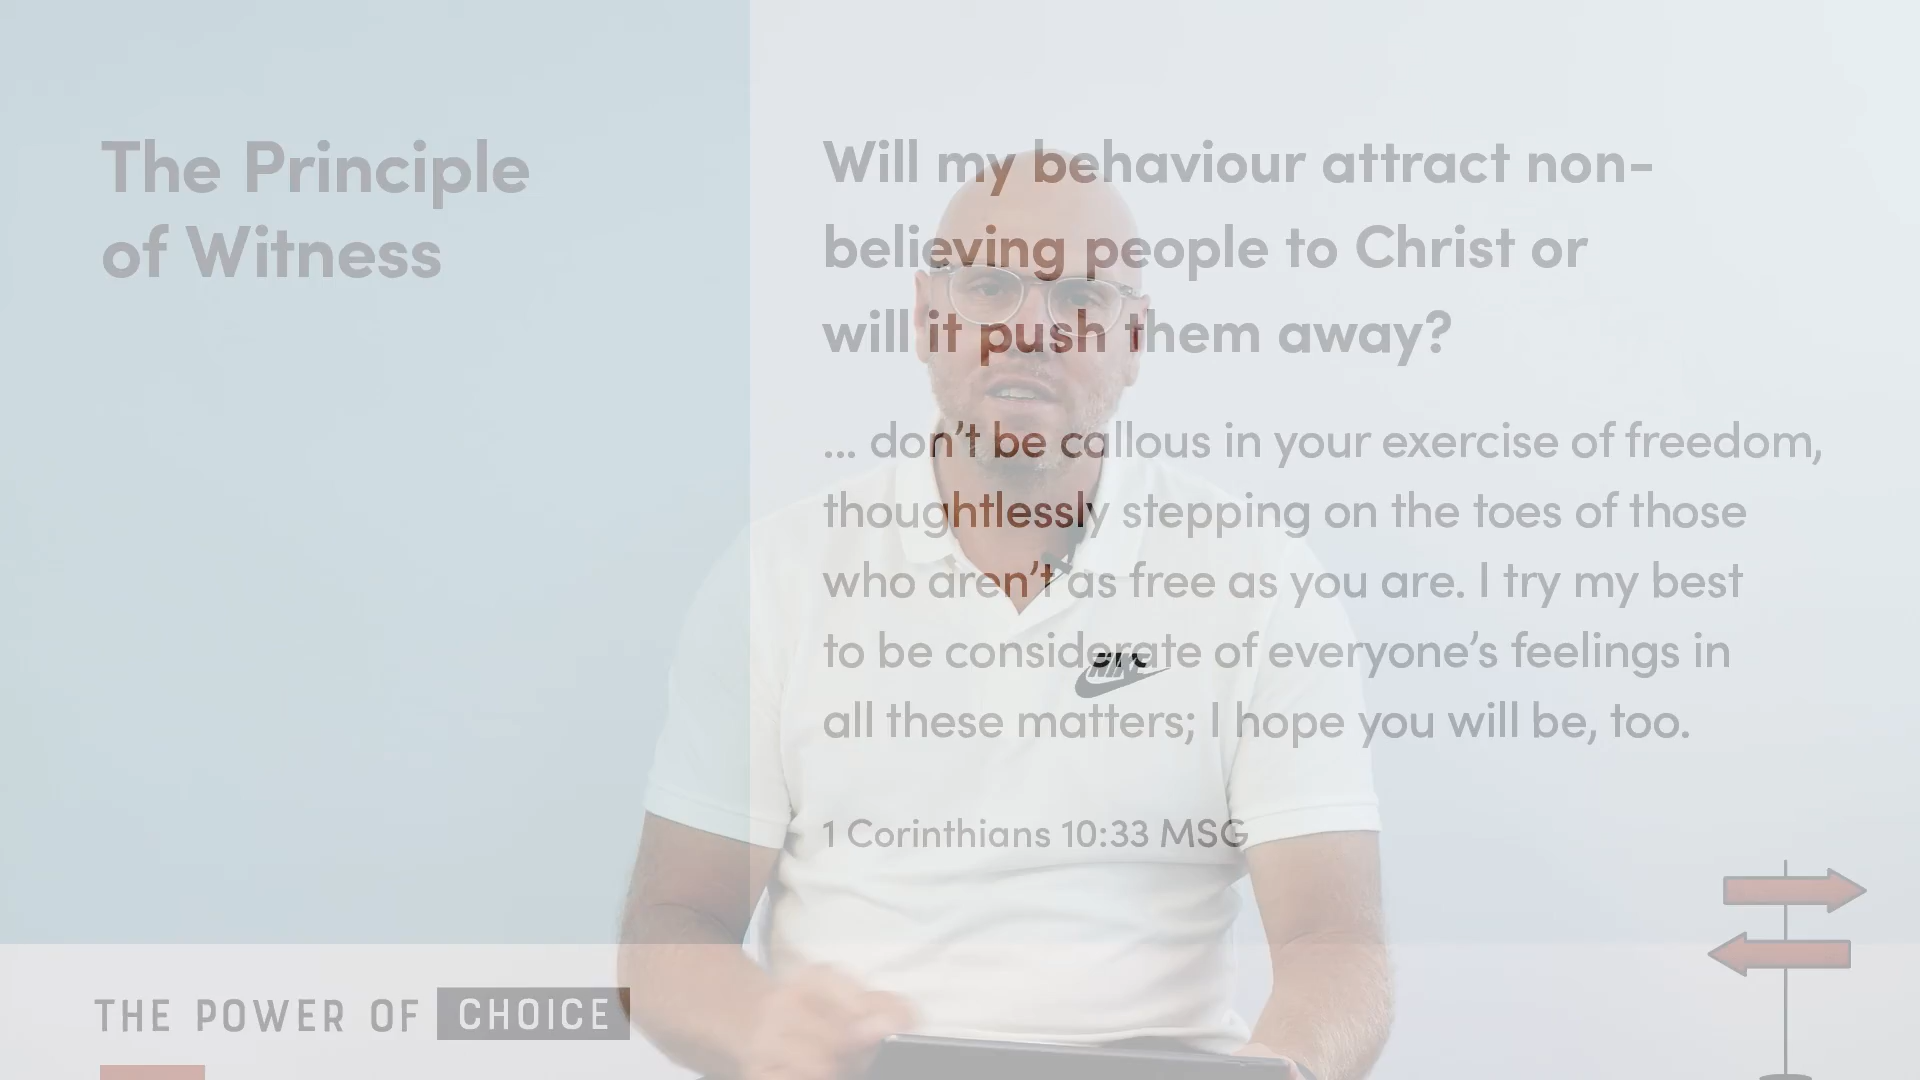 The Principle
of Witness
Will my behaviour attract non-
believing people to Christ or
will it push them away?
... don’t be callous in your exercise of freedom,
thoughtlessly stepping on the toes of those
who aren’t as free as you are. I try my best
to be considerate of everyone’s feelings in
all these matters; I hope you will be, too.
NIKE
1 Corinthians 10:33 MSG
THE POWER OF CHOICE